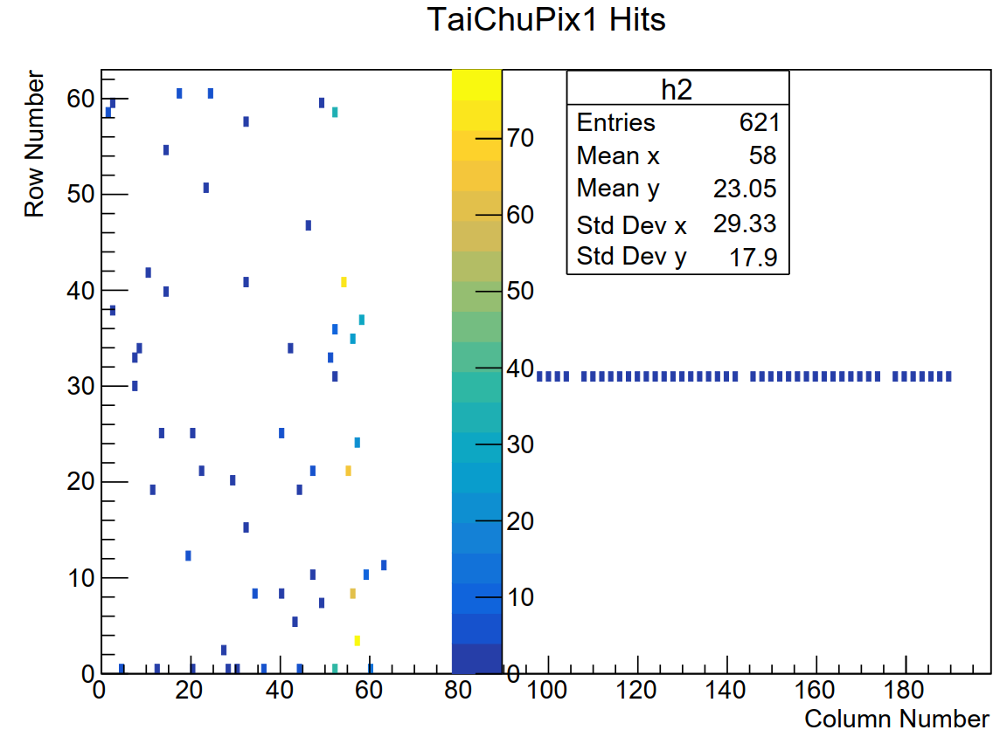 TaiChuPix1 Hits
Row Number
60
50
40
30
20
10
0
70
60
50
40
30
20
10
0
h2
Entries 621
Mean x 58
Mean y 23.05
Std Dev x 29.33
Std Dev y 17.9
0 20 40 60 80 100 120 140 160 180
Column Number